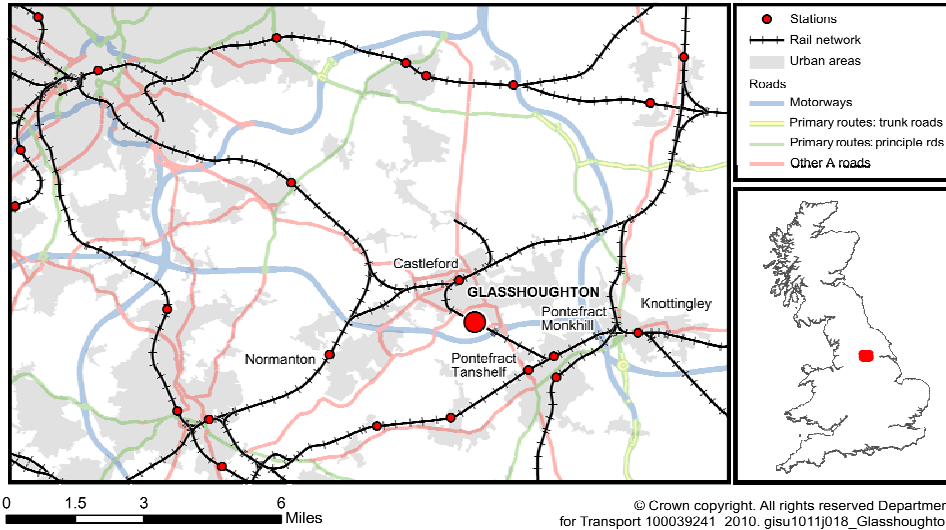 Stations
Rail network
Urban areas
Roads
Motorways
Primary routes: trunk roads
Primary routes: principle rds
Other A roads
Castleford
GLASSHOUGHTON
Knottingley
Pontefract
Monkhill
Normanton
Pontefract
Tanshelf
0 1.5 3 6
Miles
© Crown copyright. All rights reserved Departmer
for Transport 100039241 2010. gisu1011j018_Glasshoughto